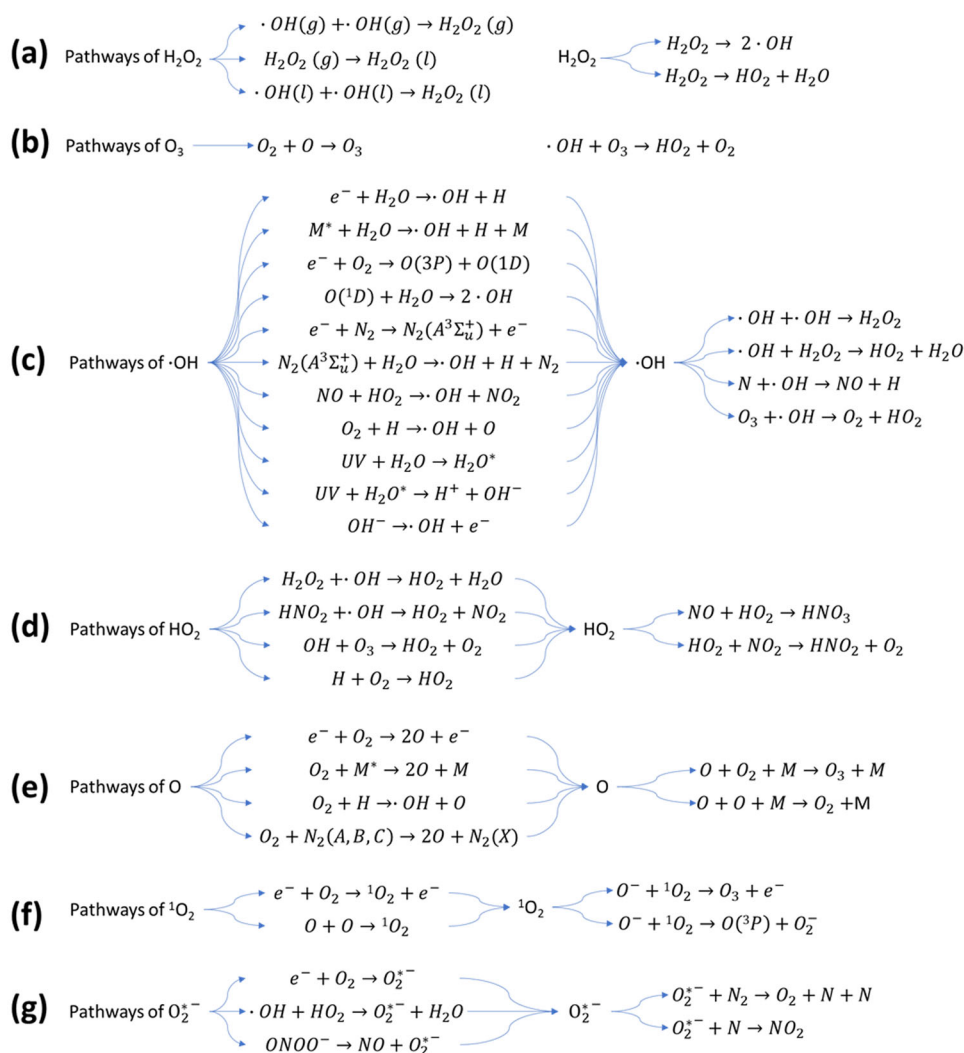 (a) Pathways of H₂O₂
· OH(g) + · OH(g) → H₂O₂ (g)
H₂O₂ (g) → H₂O₂ (l)
· OH(l) + · OH(l) → H₂O₂ (l)
H₂O₂
H₂O₂ → 2 · OH
H₂O₂ → HO₂ + H₂O
(b) Pathways of O₃
O₂ + O → O₃
· OH + O₃ → HO₂ + O₂
(c) Pathways of ·OH
e⁻ + H₂O → · OH + H
M* + H₂O → · OH + H + M
e⁻ + O₂ → O(3P) + O(1D)
O(¹D) + H₂O → 2 · OH
e⁻ + N₂ → N₂(A³Σᵤ⁺) + e⁻
N₂(A³Σᵤ⁺) + H₂O → · OH + H + N₂
NO + HO₂ → · OH + NO₂
O₂ + H → · OH + O
UV + H₂O → H₂O*
UV + H₂O* → H⁺ + OH⁻
OH⁻ → · OH + e⁻
·OH
· OH + · OH → H₂O₂
· OH + H₂O₂ → HO₂ + H₂O
N + · OH → NO + H
O₃ + · OH → O₂ + HO₂
(d) Pathways of HO₂
H₂O₂ + · OH → HO₂ + H₂O
HNO₂ + · OH → HO₂ + NO₂
OH + O₃ → HO₂ + O₂
H + O₂ → HO₂
HO₂
NO + HO₂ → HNO₃
HO₂ + NO₂ → HNO₂ + O₂
(e) Pathways of O
e⁻ + O₂ → 2O + e⁻
O₂ + M* → 2O + M
O₂ + H → · OH + O
O₂ + N₂(A, B, C) → 2O + N₂(X)
O
O + O₂ + M → O₃ + M
O + O + M → O₂ +M
(f) Pathways of ¹O₂
e⁻ + O₂ → ¹O₂ + e⁻
O + O → ¹O₂
¹O₂
O⁻ + ¹O₂ → O₃ + e⁻
O⁻ + ¹O₂ → O(³P) + O₂⁻
(g) Pathways of O₂*⁻
e⁻ + O₂ → O₂*⁻
· OH + HO₂ → O₂*⁻ + H₂O
ONOO⁻ → NO + O₂*⁻
O₂*⁻
O₂*⁻ + N₂ → O₂ + N + N
O₂*⁻ + N → NO₂